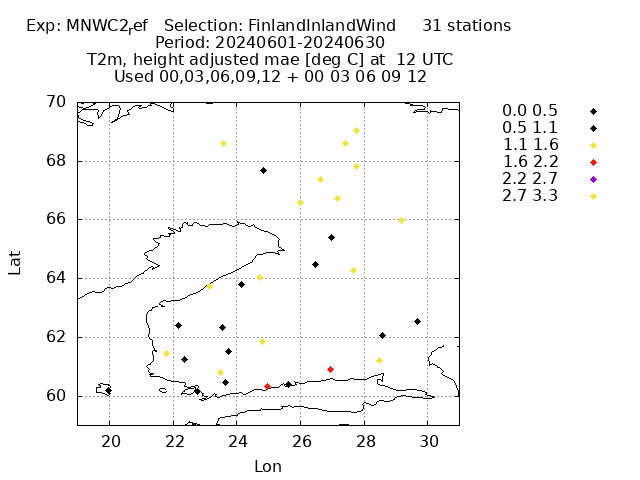 Exp: MNWC2ref Selection: FinlandInlandWind 31 stations
Period: 20240601-20240630
T2m, height adjusted mae [deg C] at 12 UTC
Used 00,03,06,09,12 + 00 03 06 09 12
70
68
66
64
62
60
20 22 24 26 28 30
Lat
Lon
0.0 0.5
0.5 1.1
1.1 1.6
1.6 2.2
2.2 2.7
2.7 3.3